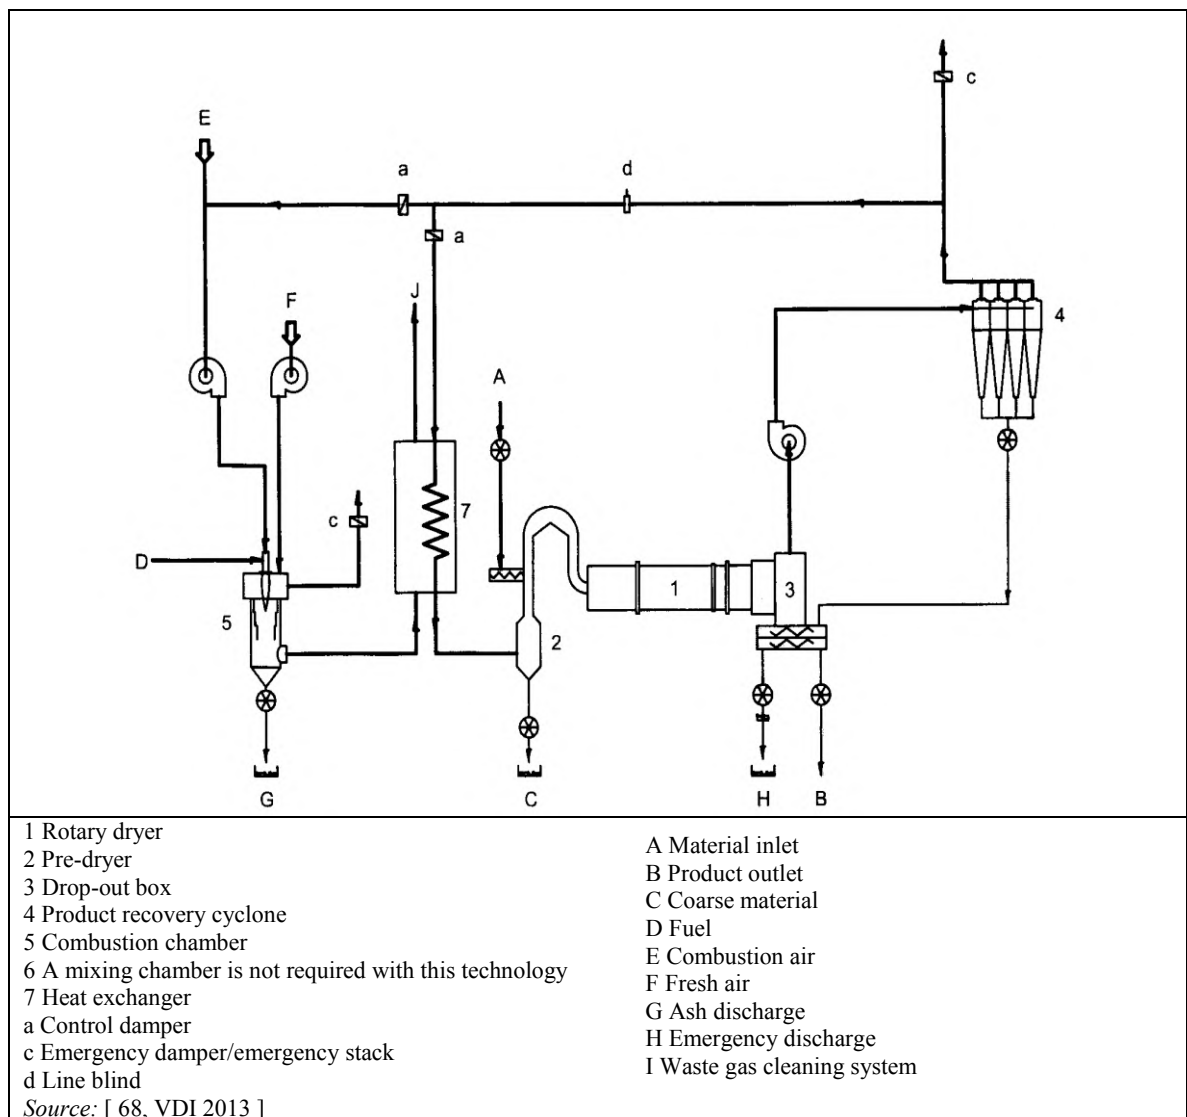 c
E
a
d
a
J
F
4
A
c
7
D
5
1
3
2
G
C
H
B
1 Rotary dryer
2 Pre-dryer
3 Drop-out box
4 Product recovery cyclone
5 Combustion chamber
6 A mixing chamber is not required with this technology
7 Heat exchanger
a Control damper
c Emergency damper/emergency stack
d Line blind
Source: [ 68, VDI 2013 ]
A Material inlet
B Product outlet
C Coarse material
D Fuel
E Combustion air
F Fresh air
G Ash discharge
H Emergency discharge
I Waste gas cleaning system